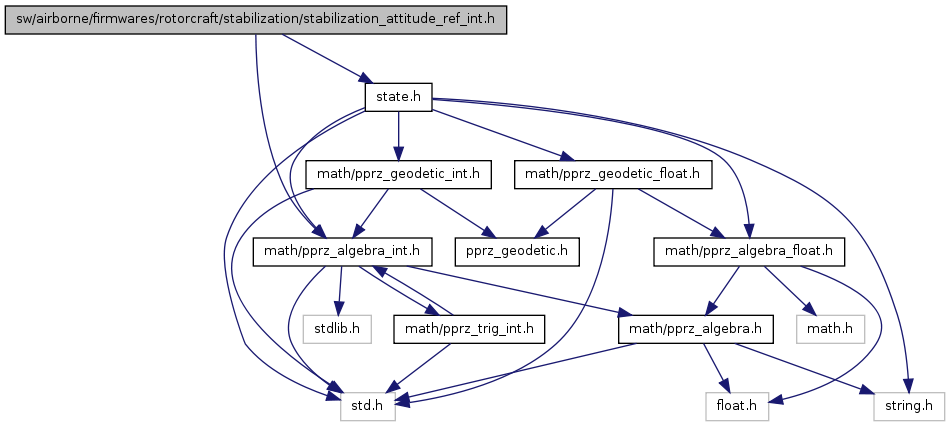 sw/airborne/firmwares/rotorcraft/stabilization/stabilization_attitude_ref_int.h
state.h
math/pprz_geodetic_int.h
math/pprz_geodetic_float.h
math/pprz_algebra_int.h
pprz_geodetic.h
math/pprz_algebra_float.h
stdlib.h
math/pprz_trig_int.h
math/pprz_algebra.h
math.h
std.h
float.h
string.h